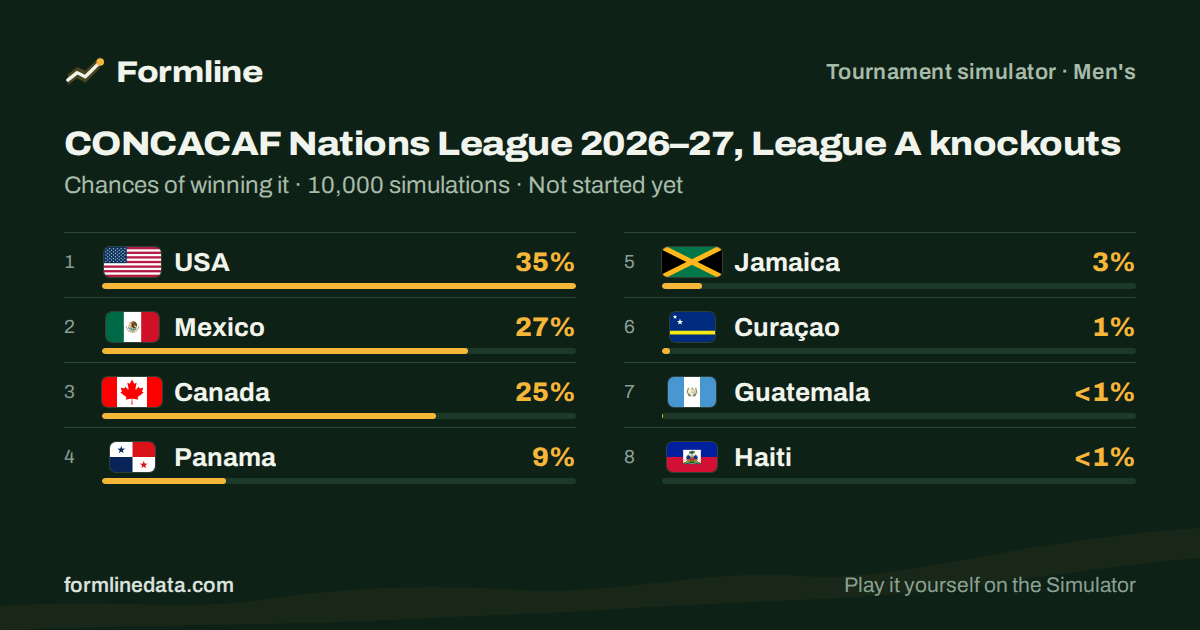 Formline
Tournament simulator · Men's
CONCACAF Nations League 2026–27, League A knockouts
Chances of winning it · 10,000 simulations · Not started yet
1 USA 35%
2 Mexico 27%
3 Canada 25%
4 Panama 9%
5 Jamaica 3%
6 Curaçao 1%
7 Guatemala <1%
8 Haiti <1%
formlinedata.com
Play it yourself on the Simulator